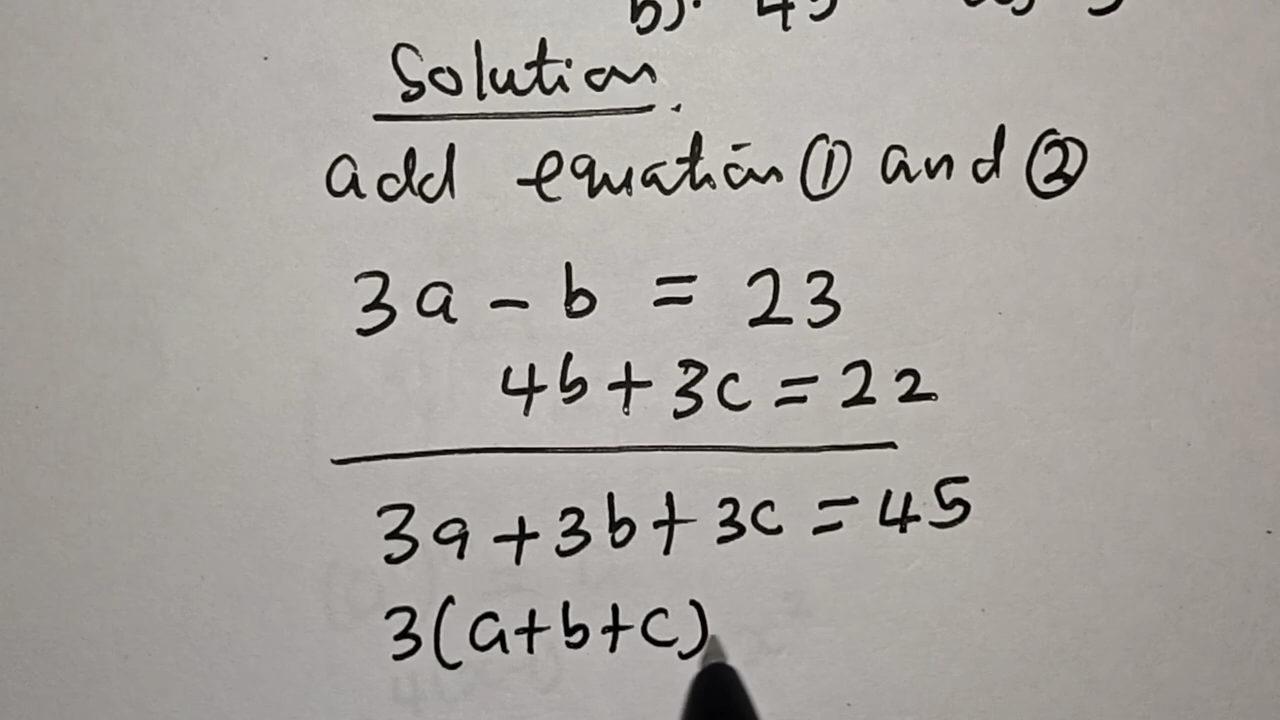 Solution.
add equation ① and ②
3a - b = 23
4b + 3c = 22
3a + 3b + 3c = 45
3(a+b+c)